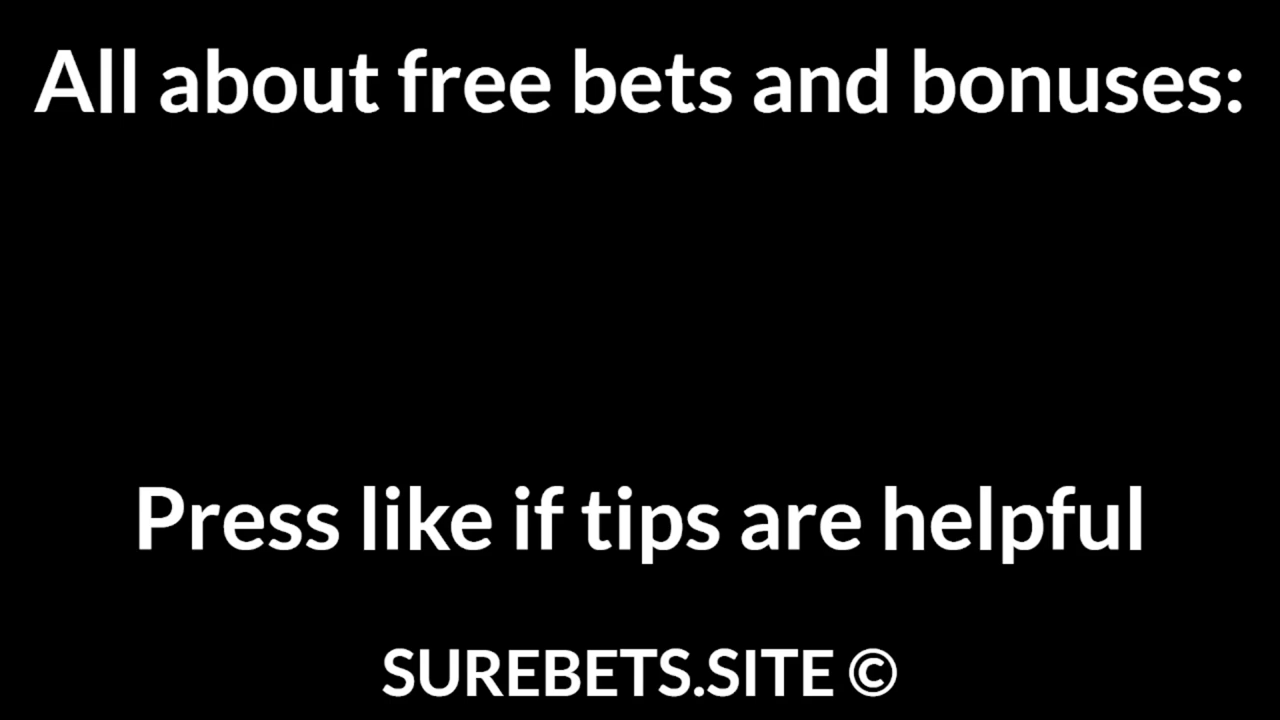 All about free bets and bonuses:
Press like if tips are helpful
SUREBETS.SITE ©